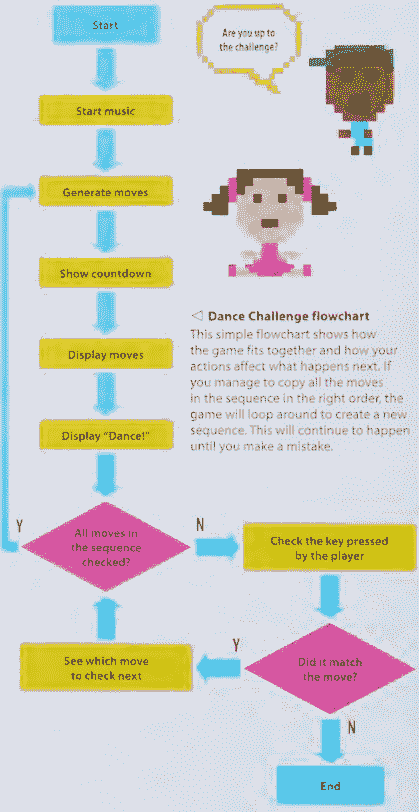 Start
Are you up to
the challenge?
Start music
Generate moves
Show countdown
◁ Dance Challenge flowchart
This simple flowchart shows how
the game fits together and how your
actions affect what happens next. If
you manage to copy all the moves
in the sequence in the right order, the
game will loop around to create a new
sequence. This will continue to happen
until you make a mistake.
Display moves
Display "Dance!"
Y
N
All moves in
the sequence
checked?
Check the key pressed
by the player
See which move
to check next
Y
Did it match
the move?
N
End